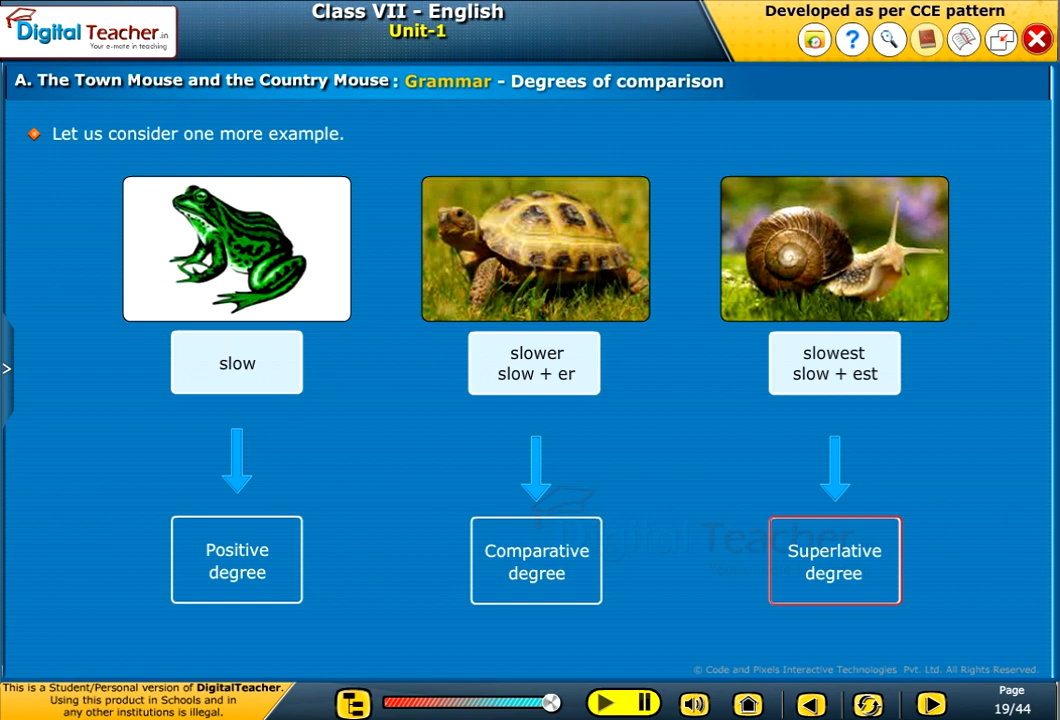 Digital Teacher.in
Your e-mate in teaching
Class VII - English
Unit-1
Developed as per CCE pattern
A. The Town Mouse and the Country Mouse : Grammar - Degrees of comparison
Let us consider one more example.
slow
slower
slow + er
slowest
slow + est
Positive
degree
Comparative
degree
Superlative
degree
Digital Teacher
© Code and Pixels Interactive Technologies Pvt. Ltd. All Rights Reserved.
This is a Student/Personal version of DigitalTeacher.
Using this product in Schools and in
any other institutions is illegal.
Page
19/44